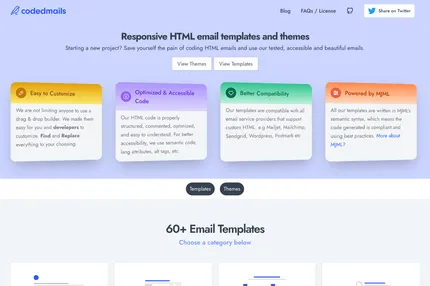 codedmails
Blog
FAQs / License
Share on Twitter
Responsive HTML email templates and themes
Starting a new project? Save yourself the pain of coding HTML emails and use our tested, accessible and beautiful emails.
View Themes
View Templates
Easy to Customize
We are not limiting anyone to use a
drag & drop builder. We made them
easy for you and developers to
customize. Find and Replace
everything to your choosing.
Optimized & Accessible
Code
Our HTML code is properly
structured, commented, optimized,
and easy to understand. For better
accessibility, we use semantic code,
lang attributes, alt tags, etc.
Better Compatibility
Our templates are compatible with all
email service providers that support
custom HTML. e.g Mailjet, Mailchimp,
Sendgrid, Wordpress, Postmark etc
Powered by MJML
All our templates are written is MJML's
semantic syntax, which means the
code generated is compliant and
using best practices. More about
MJML?
Templates
Themes
60+ Email Templates
Choose a category below